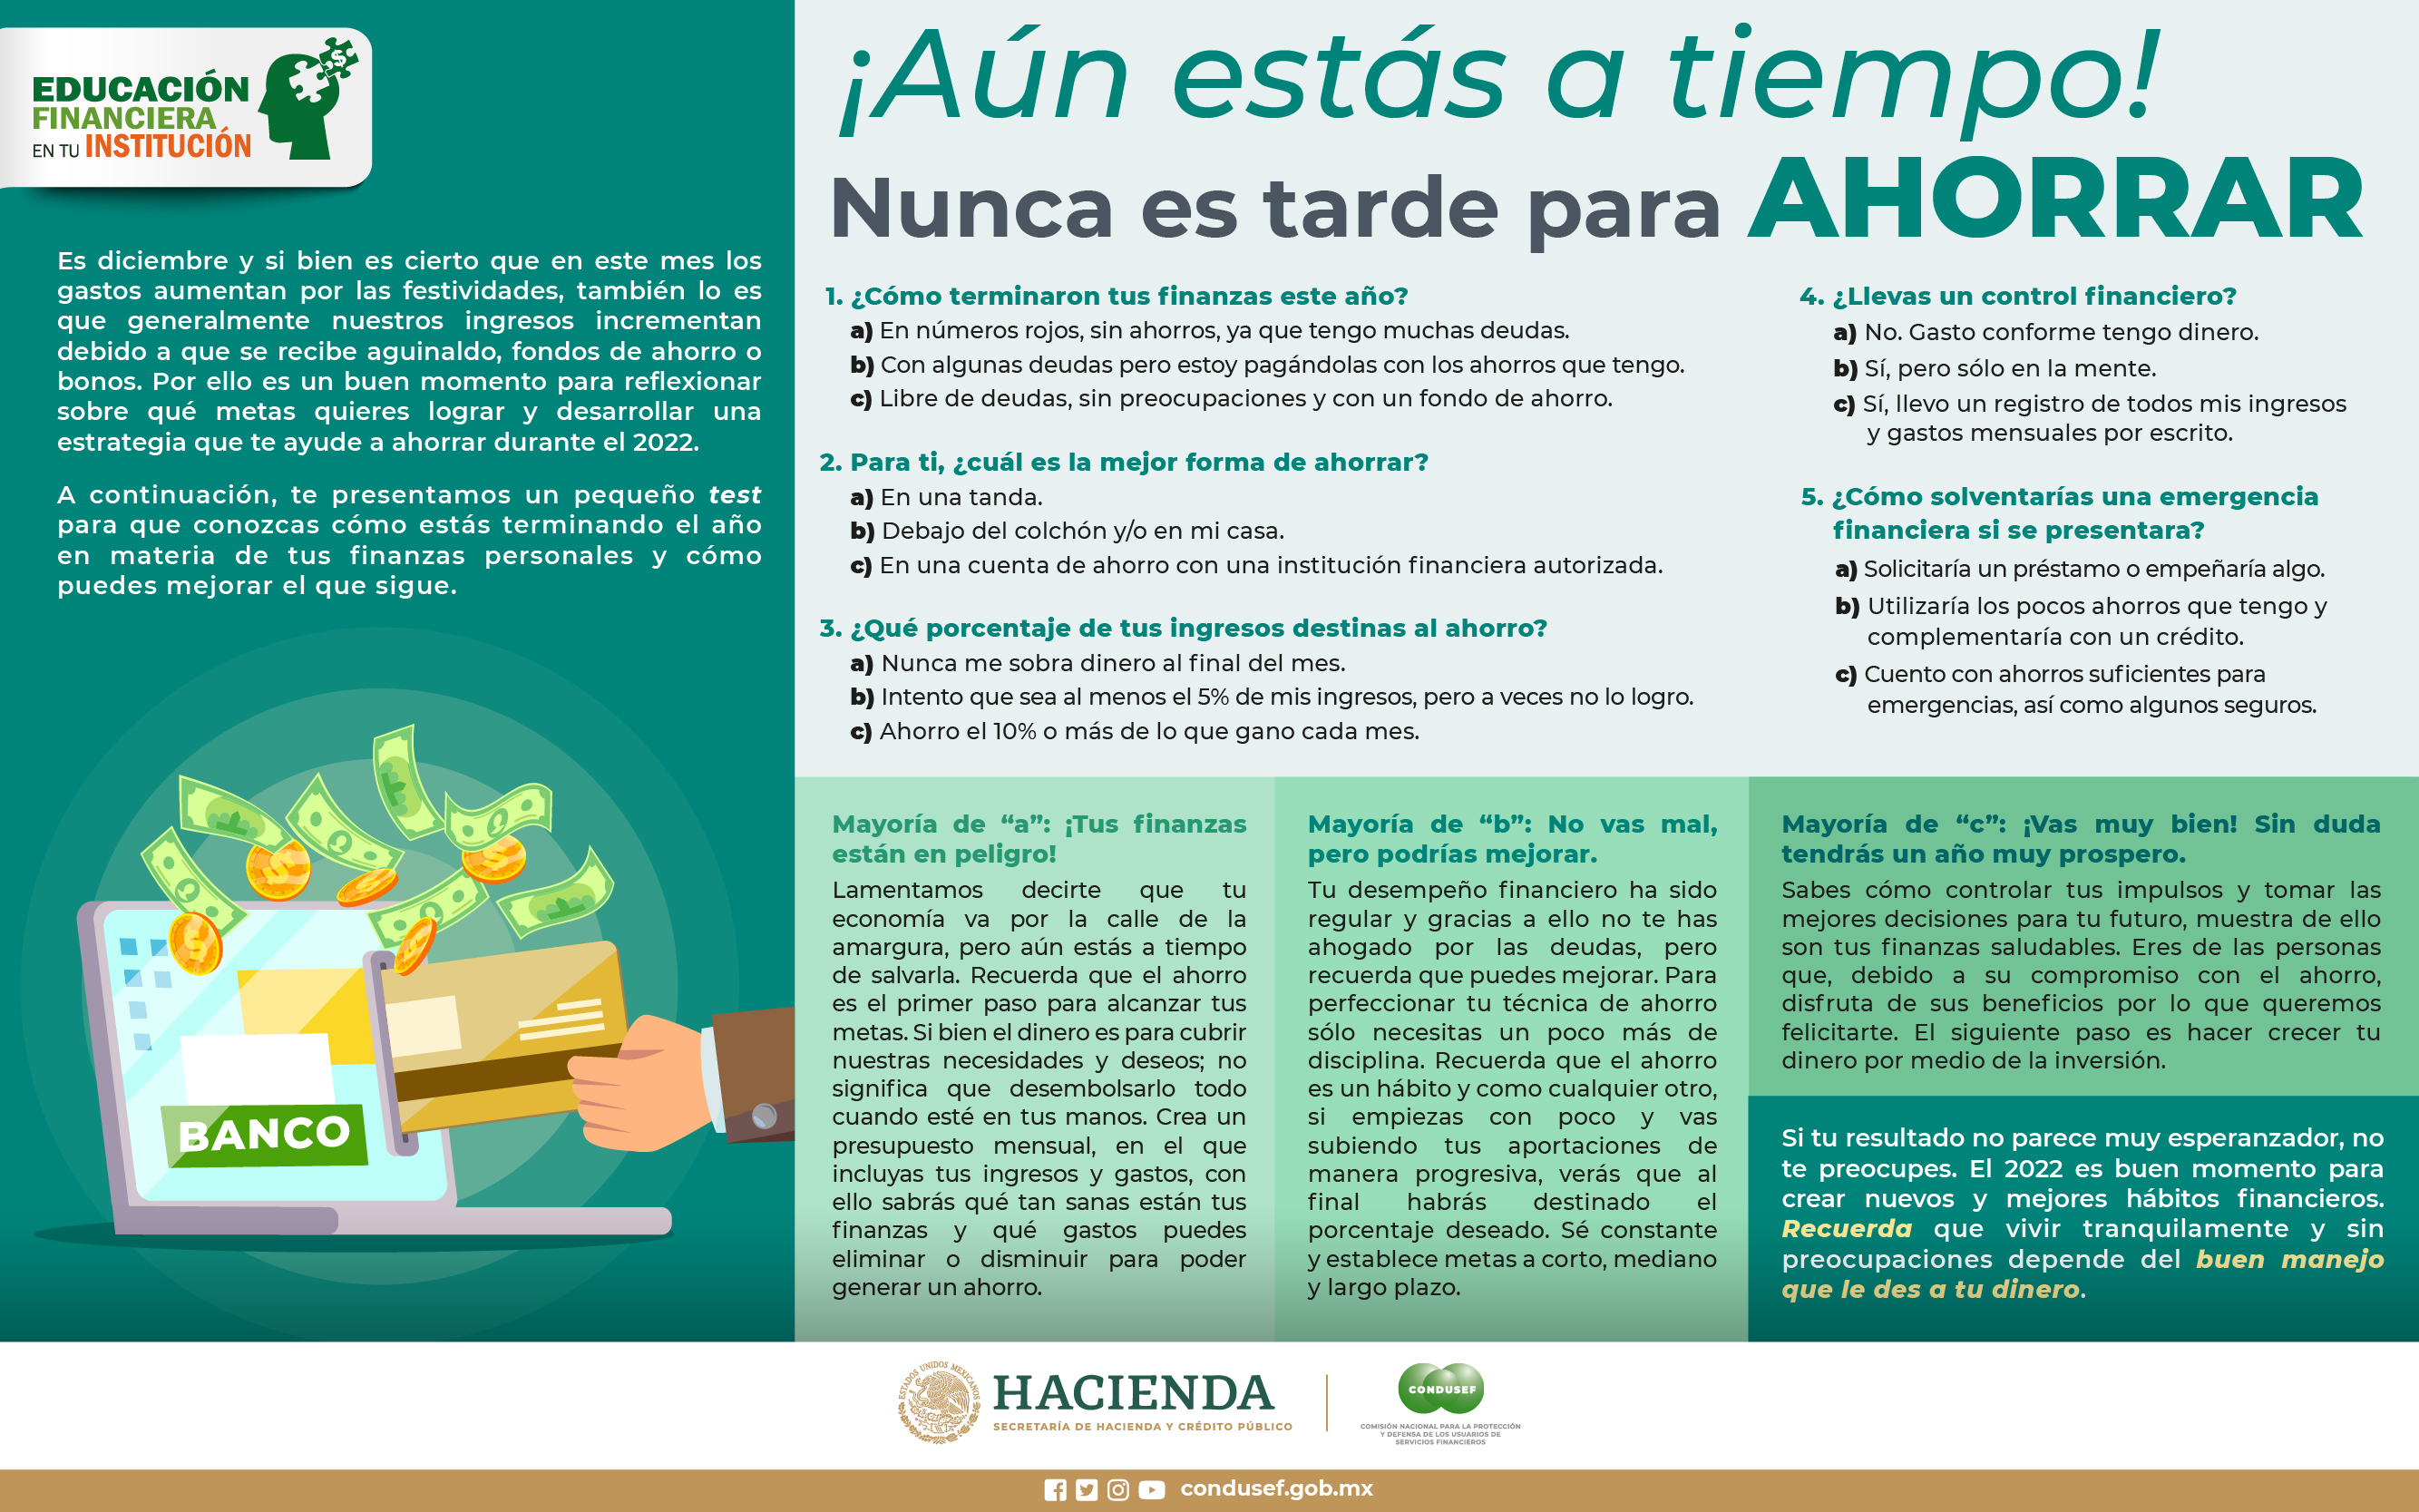 EDUCACIÓN
FINANCIERA
EN TU INSTITUCIÓN
Es diciembre y si bien es cierto que en este mes los
gastos aumentan por las festividades, también lo es
que generalmente nuestros ingresos incrementan
debido a que se recibe aguinaldo, fondos de ahorro o
bonos. Por ello es un buen momento para reflexionar
sobre qué metas quieres lograr y desarrollar una
estrategia que te ayude a ahorrar durante el 2022.
A continuación, te presentamos un pequeño test
para que conozcas cómo estás terminando el año
en materia de tus finanzas personales y cómo
puedes mejorar el que sigue.
BANCO
¡Aún estás a tiempo!
Nunca es tarde para AHORRAR
1. ¿Cómo terminaron tus finanzas este año?
a) En números rojos, sin ahorros, ya que tengo muchas deudas.
b) Con algunas deudas pero estoy pagándolas con los ahorros que tengo.
c) Libre de deudas, sin preocupaciones y con un fondo de ahorro.
2. Para ti, ¿cuál es la mejor forma de ahorrar?
a) En una tanda.
b) Debajo del colchón y/o en mi casa.
c) En una cuenta de ahorro con una institución financiera autorizada.
3. ¿Qué porcentaje de tus ingresos destinas al ahorro?
a) Nunca me sobra dinero al final del mes.
b) Intento que sea al menos el 5% de mis ingresos, pero a veces no lo logro.
c) Ahorro el 10% o más de lo que gano cada mes.
4. ¿Llevas un control financiero?
a) No. Gasto conforme tengo dinero.
b) Sí, pero sólo en la mente.
c) Sí, llevo un registro de todos mis ingresos
y gastos mensuales por escrito.
5. ¿Cómo solventarías una emergencia
financiera si se presentara?
a) Solicitaría un préstamo o empeñaría algo.
b) Utilizaría los pocos ahorros que tengo y
complementaría con un crédito.
c) Cuento con ahorros suficientes para
emergencias, así como algunos seguros.
Mayoría de “a”: ¡Tus finanzas
están en peligro!
Lamentamos decirte que tu
economía va por la calle de la
amargura, pero aún estás a tiempo
de salvarla. Recuerda que el ahorro
es el primer paso para alcanzar tus
metas. Si bien el dinero es para cubrir
nuestras necesidades y deseos; no
significa que desembolsarlo todo
cuando esté en tus manos. Crea un
presupuesto mensual, en el que
incluyas tus ingresos y gastos, con
ello sabrás qué tan sanas están tus
finanzas y qué gastos puedes
eliminar o disminuir para poder
generar un ahorro.
Mayoría de “b”: No vas mal,
pero podrías mejorar.
Tu desempeño financiero ha sido
regular y gracias a ello no te has
ahogado por las deudas, pero
recuerda que puedes mejorar. Para
perfeccionar tu técnica de ahorro
sólo necesitas un poco más de
disciplina. Recuerda que el ahorro
es un hábito y como cualquier otro,
si empiezas con poco y vas
subiendo tus aportaciones de
manera progresiva, verás que al
final habrás destinado el
porcentaje deseado. Sé constante
y establece metas a corto, mediano
y largo plazo.
Mayoría de “c”: ¡Vas muy bien! Sin duda
tendrás un año muy prospero.
Sabes cómo controlar tus impulsos y tomar las
mejores decisiones para tu futuro, muestra de ello
son tus finanzas saludables. Eres de las personas
que, debido a su compromiso con el ahorro,
disfruta de sus beneficios por lo que queremos
felicitarte. El siguiente paso es hacer crecer tu
dinero por medio de la inversión.
Si tu resultado no parece muy esperanzador, no
te preocupes. El 2022 es buen momento para
crear nuevos y mejores hábitos financieros.
Recuerda que vivir tranquilamente y sin
preocupaciones depende del buen manejo
que le des a tu dinero.
ESTADOS UNIDOS MEXICANOS
HACIENDA
SECRETARÍA DE HACIENDA Y CRÉDITO PÚBLICO
CONDUSEF
COMISIÓN NACIONAL PARA LA PROTECCIÓN
Y DEFENSA DE LOS USUARIOS DE
SERVICIOS FINANCIEROS
condusef.gob.mx